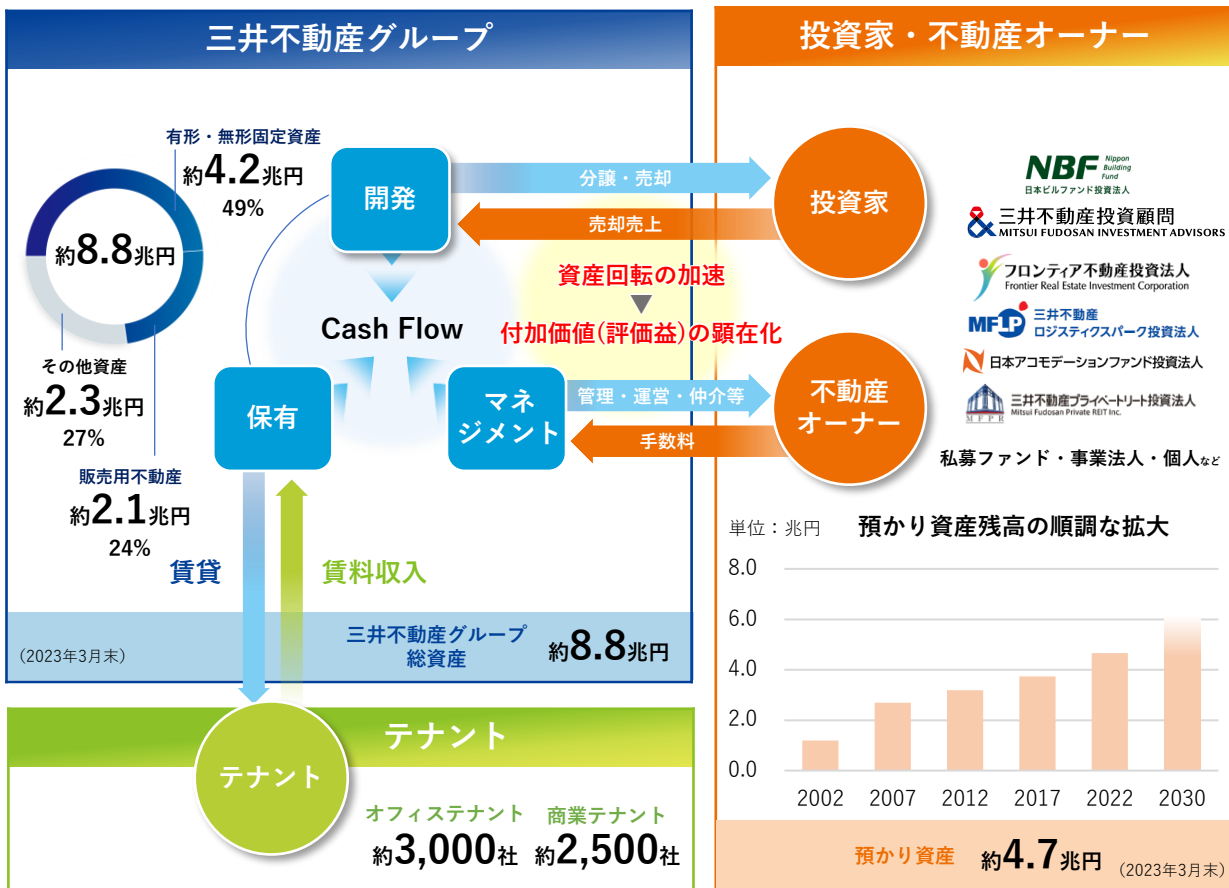 三井不動産グループ
有形・無形固定資産
約4.2兆円
49%
約8.8兆円
その他資産
約2.3兆円
27%
販売用不動産
約2.1兆円
24%
開発
Cash Flow
保有
マネ
ジメント
分譲・売却
売却売上
資産回転の加速
付加価値(評価益)の顕在化
管理・運営・仲介等
手数料
賃貸
賃料収入
(2023年3月末)
三井不動産グループ
総資産
約8.8兆円
テナント
テナント
オフィステナント
約3,000社
商業テナント
約2,500社
投資家・不動産オーナー
投資家
不動産
オーナー
NBF Nippon
Building
Fund
日本ビルファンド投資法人
三井不動産投資顧問
MITSUI FUDOSAN INVESTMENT ADVISORS
フロンティア不動産投資法人
Frontier Real Estate Investment Corporation
MFLP 三井不動産
ロジスティクスパーク投資法人
日本アコモデーションファンド投資法人
三井不動産プライベートリート投資法人
Mitsui Fudosan Private REIT Inc.
MFPR
私募ファンド・事業法人・個人など
単位：兆円
預かり資産残高の順調な拡大
8.0
6.0
4.0
2.0
0.0
2002 2007 2012 2017 2022 2030
預かり資産 約4.7兆円 (2023年3月末)